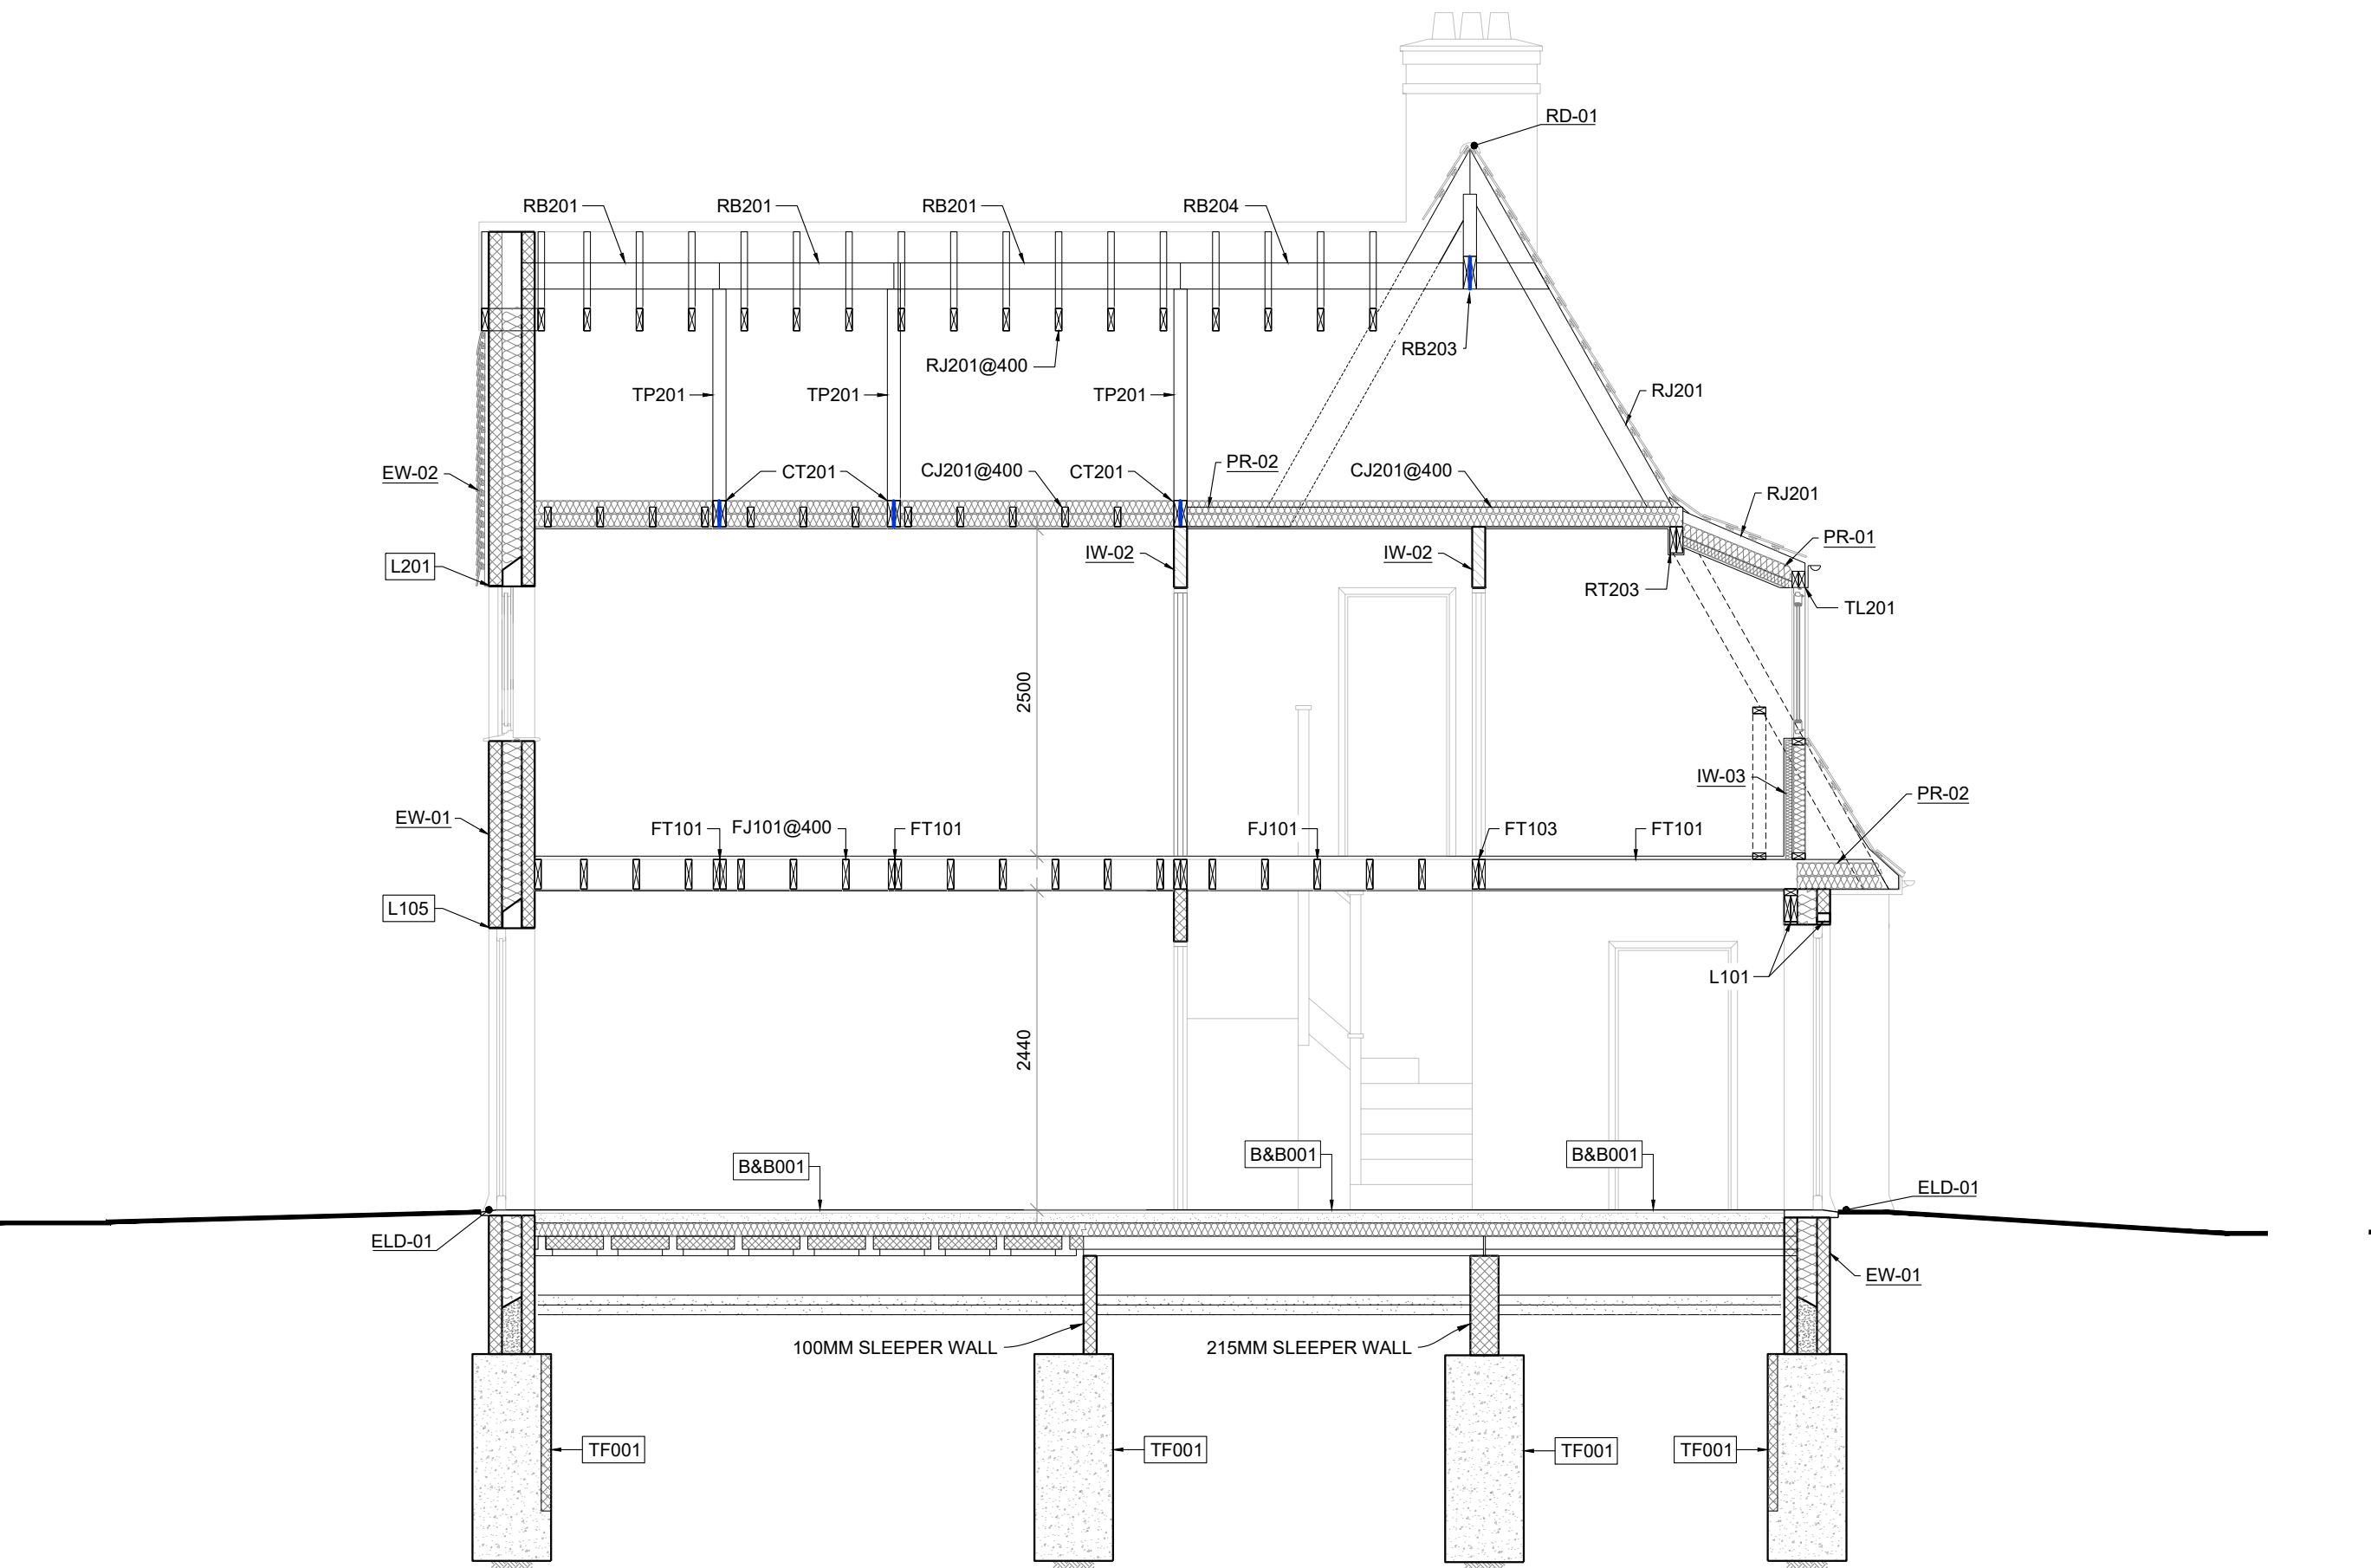 RD-01
RB201
RB201
RB201
RB204
RB203
RJ201@400
TP201
TP201
TP201
RJ201
EW-02
CT201
CJ201@400
CT201
PR-02
CJ201@400
RJ201
PR-01
L201
IW-02
IW-02
RT203
TL201
2500
IW-03
PR-02
EW-01
FT101
FJ101@400
FT101
FJ101
FT103
FT101
L105
L101
2440
B&B001
B&B001
B&B001
ELD-01
ELD-01
EW-01
100MM SLEEPER WALL
215MM SLEEPER WALL
TF001
TF001
TF001
TF001